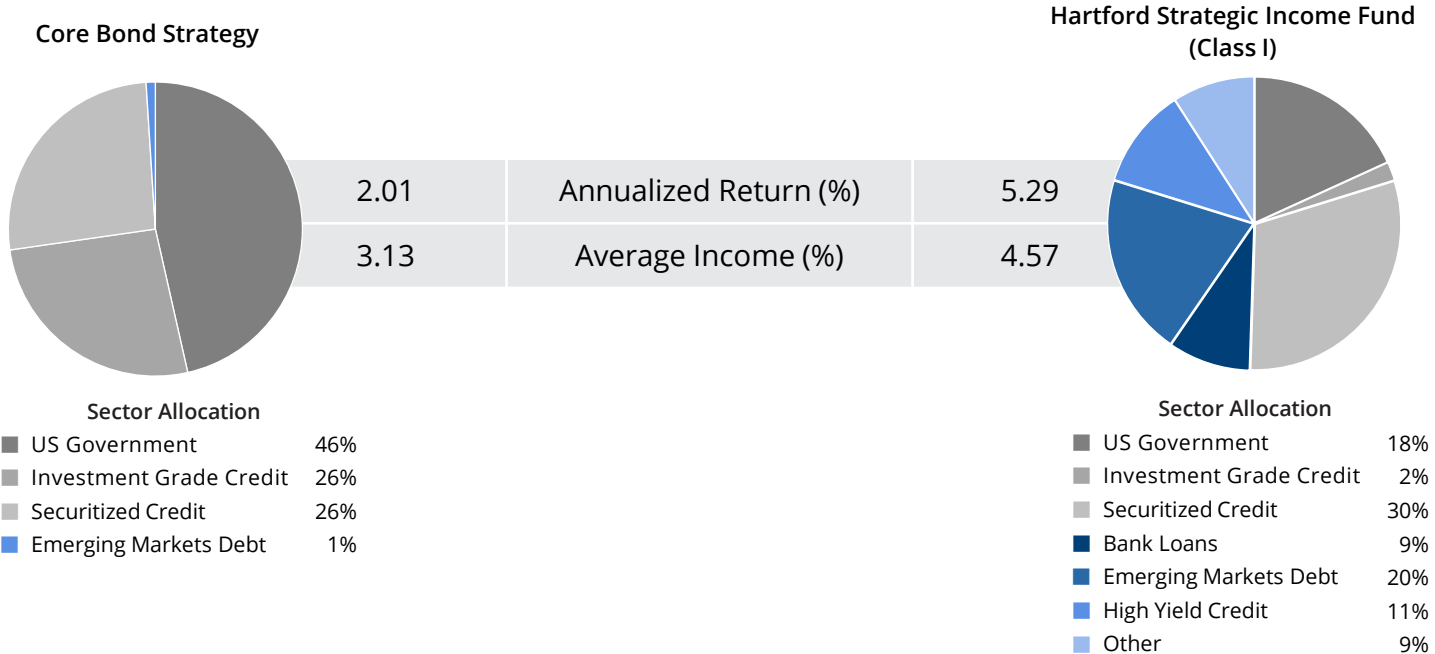 Core Bond Strategy
Hartford Strategic Income Fund
(Class I)
2.01 Annualized Return (%) 5.29
3.13 Average Income (%) 4.57
Sector Allocation
US Government 46%
Investment Grade Credit 26%
Securitized Credit 26%
Emerging Markets Debt 1%
Sector Allocation
US Government 18%
Investment Grade Credit 2%
Securitized Credit 30%
Bank Loans 9%
Emerging Markets Debt 20%
High Yield Credit 11%
Other 9%